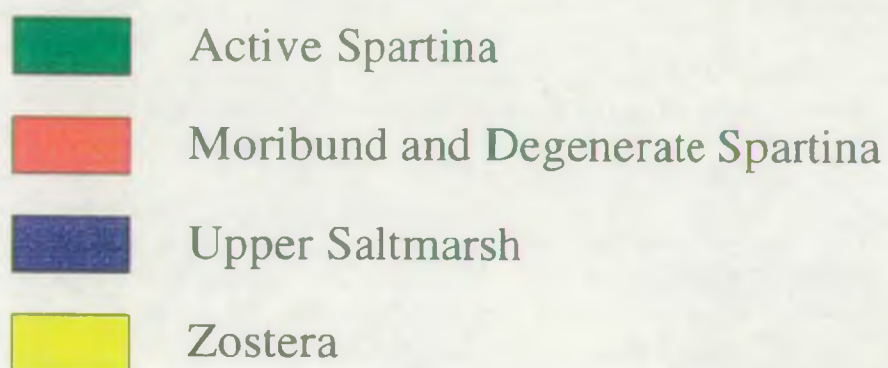 Active Spartina
Moribund and Degenerate Spartina
Upper Saltmarsh
Zostera